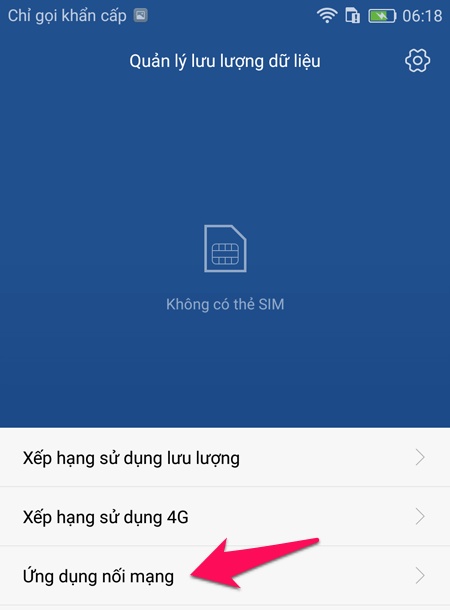 Chỉ gọi khẩn cấp 06:18
Quản lý lưu lượng dữ liệu
Không có thẻ SIM
Xếp hạng sử dụng lưu lượng
Xếp hạng sử dụng 4G
Ứng dụng nối mạng